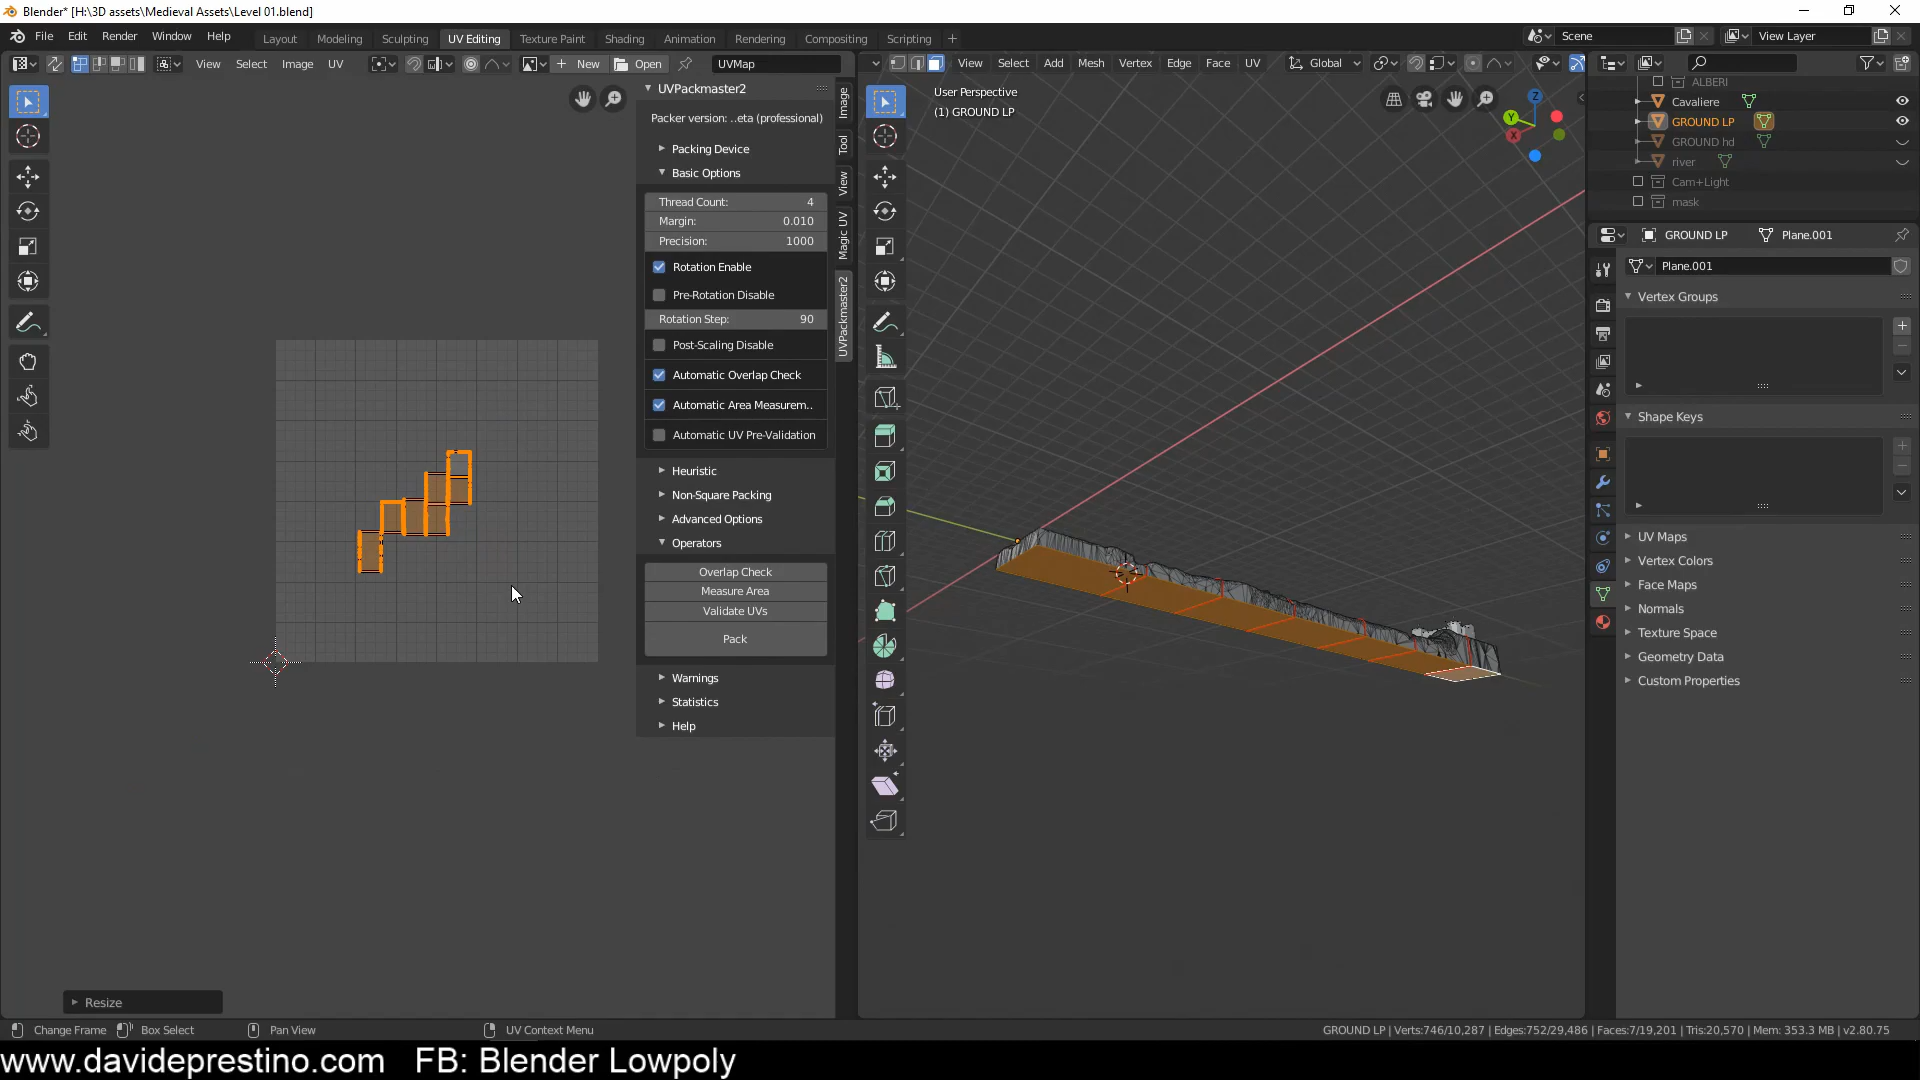 Blender* [H:\3D assets\Medieval Assets\Level 01.blend]
File Edit Render Window Help Layout Modeling Sculpting UV Editing Texture Paint Shading Animation Rendering Compositing Scripting + Scene View Layer
View Select Image UV + New Open UVMap
View Select Add Mesh Vertex Edge Face UV Global
UVPackmaster2
Packer version: ..eta (professional)
Packing Device
Basic Options
Thread Count: 4
Margin: 0.010
Precision: 1000
Rotation Enable
Pre-Rotation Disable
Rotation Step: 90
Post-Scaling Disable
Automatic Overlap Check
Automatic Area Measurem..
Automatic UV Pre-Validation
Heuristic
Non-Square Packing
Advanced Options
Operators
Overlap Check
Measure Area
Validate UVs
Pack
Warnings
Statistics
Help
Image
Tool
View
Magic UV
UVPackmaster2
Resize
User Perspective
(1) GROUND LP
Z
Y
X
ALBERI
Cavaliere
GROUND LP
GROUND hd
river
Cam+Light
mask
GROUND LP Plane.001
Plane.001
Vertex Groups
Shape Keys
UV Maps
Vertex Colors
Face Maps
Normals
Texture Space
Geometry Data
Custom Properties
Change Frame Box Select Pan View UV Context Menu GROUND LP | Verts:746/10,287 | Edges:752/29,486 | Faces:7/19,201 | Tris:20,570 | Mem: 353.3 MB | v2.80.75
www.davideprestino.com FB: Blender Lowpoly